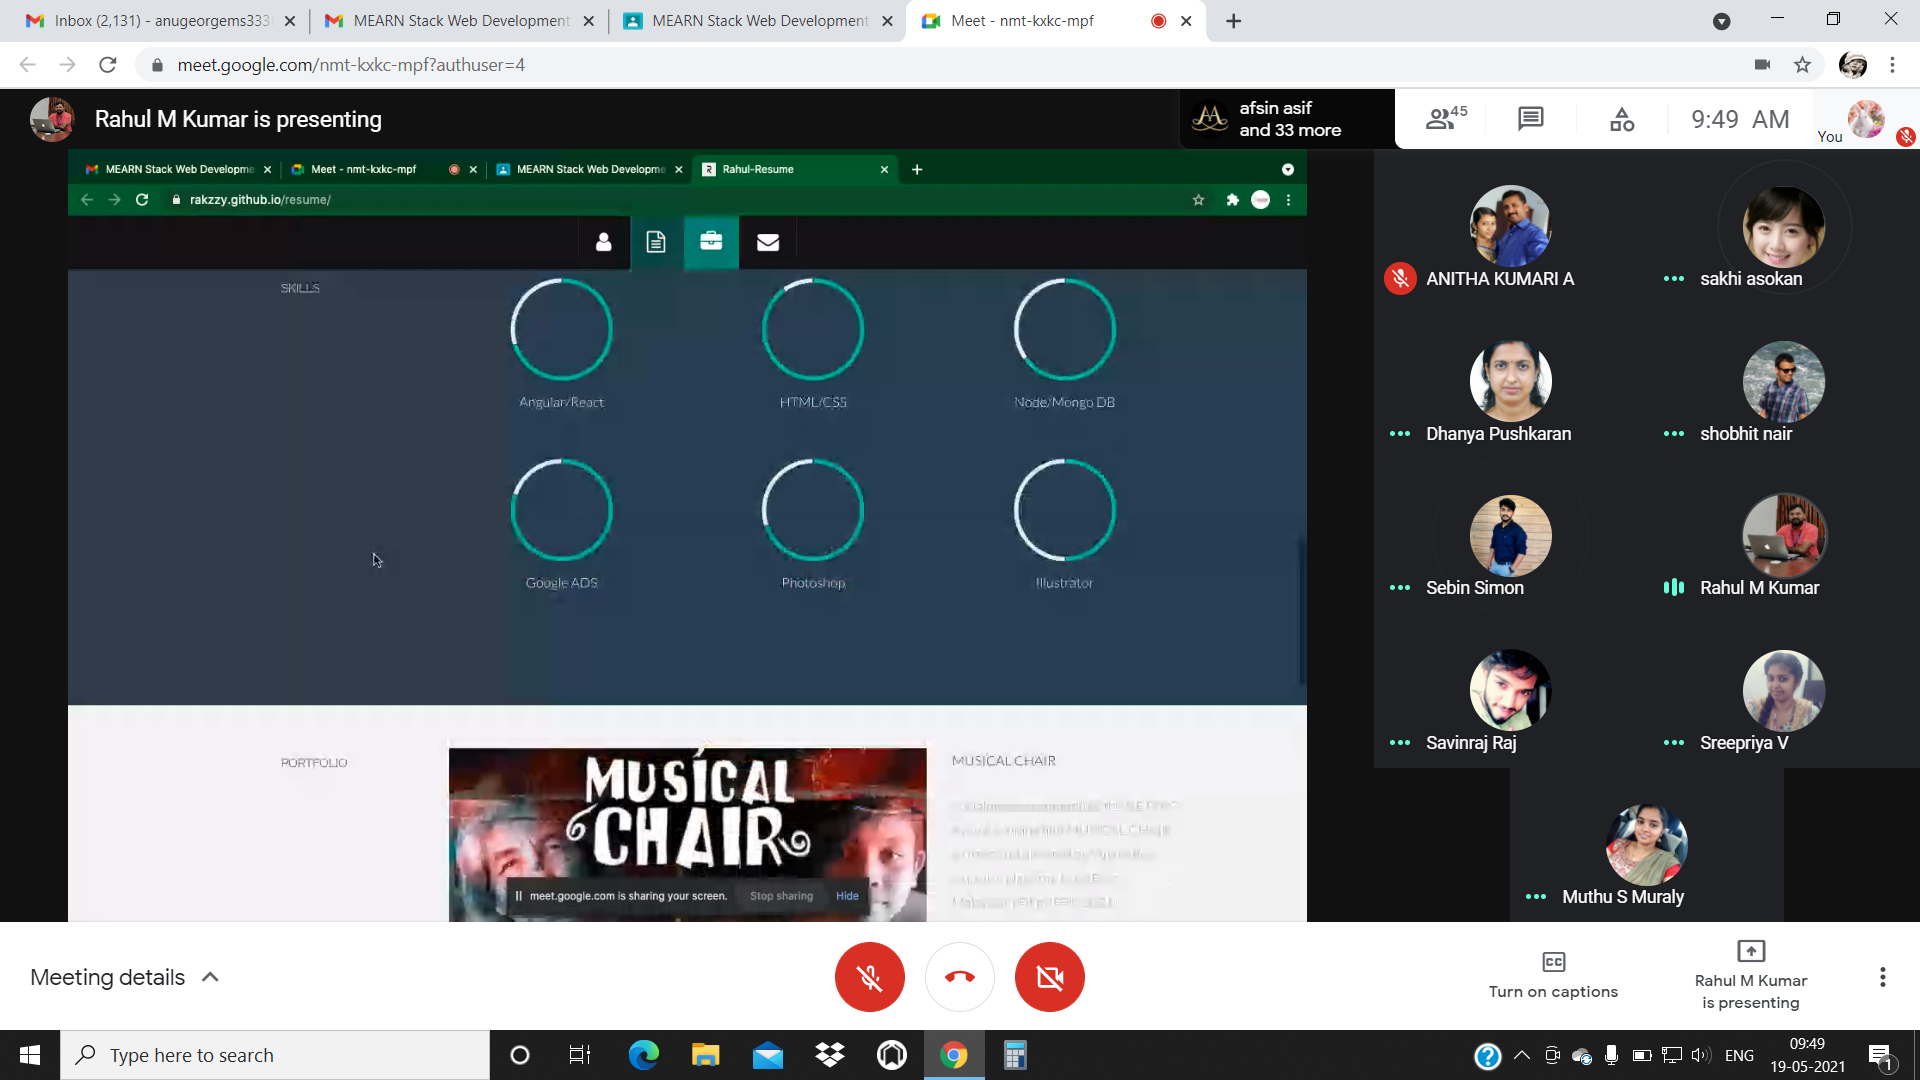 Inbox (2,131) - anugeorgems333
MEARN Stack Web Development
MEARN Stack Web Development
Meet - nmt-kxkc-mpf
meet.google.com/nmt-kxkc-mpf?authuser=4
Rahul M Kumar is presenting
afsin asif
and 33 more
45
9:49 AM
You
MEARN Stack Web Developme
Meet - nmt-kxkc-mpf
MEARN Stack Web Developme
Rahul-Resume
rakzzy.github.io/resume/
SKILLS
Angular/React
HTML/CSS
Node/Mongo DB
Google ADS
Photoshop
Illustrator
PORTFOLIO
MUSICAL CHAIR
MUSICAL
CHAIR
meet.google.com is sharing your screen.
Stop sharing
Hide
ANITHA KUMARI A
sakhi asokan
Dhanya Pushkaran
shobhit nair
Sebin Simon
Rahul M Kumar
Savinraj Raj
Sreepriya V
Muthu S Muraly
Meeting details
CC
Turn on captions
Rahul M Kumar
is presenting
Type here to search
ENG
09:49
19-05-2021
1